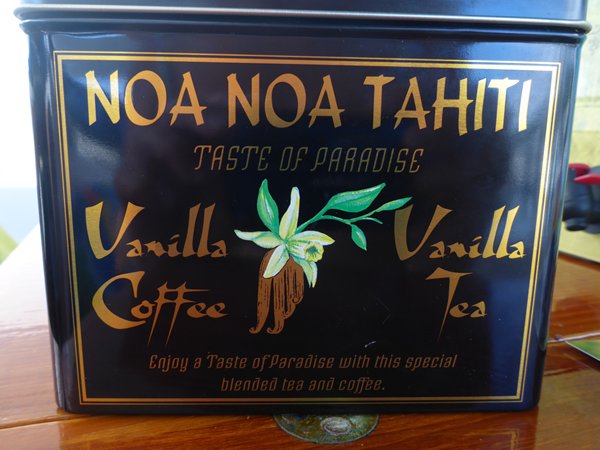 NOA NOA TAHITI
TASTE OF PARADISE
Vanilla Coffee
Vanilla Tea
Enjoy a Taste of Paradise with this special
blended tea and coffee.